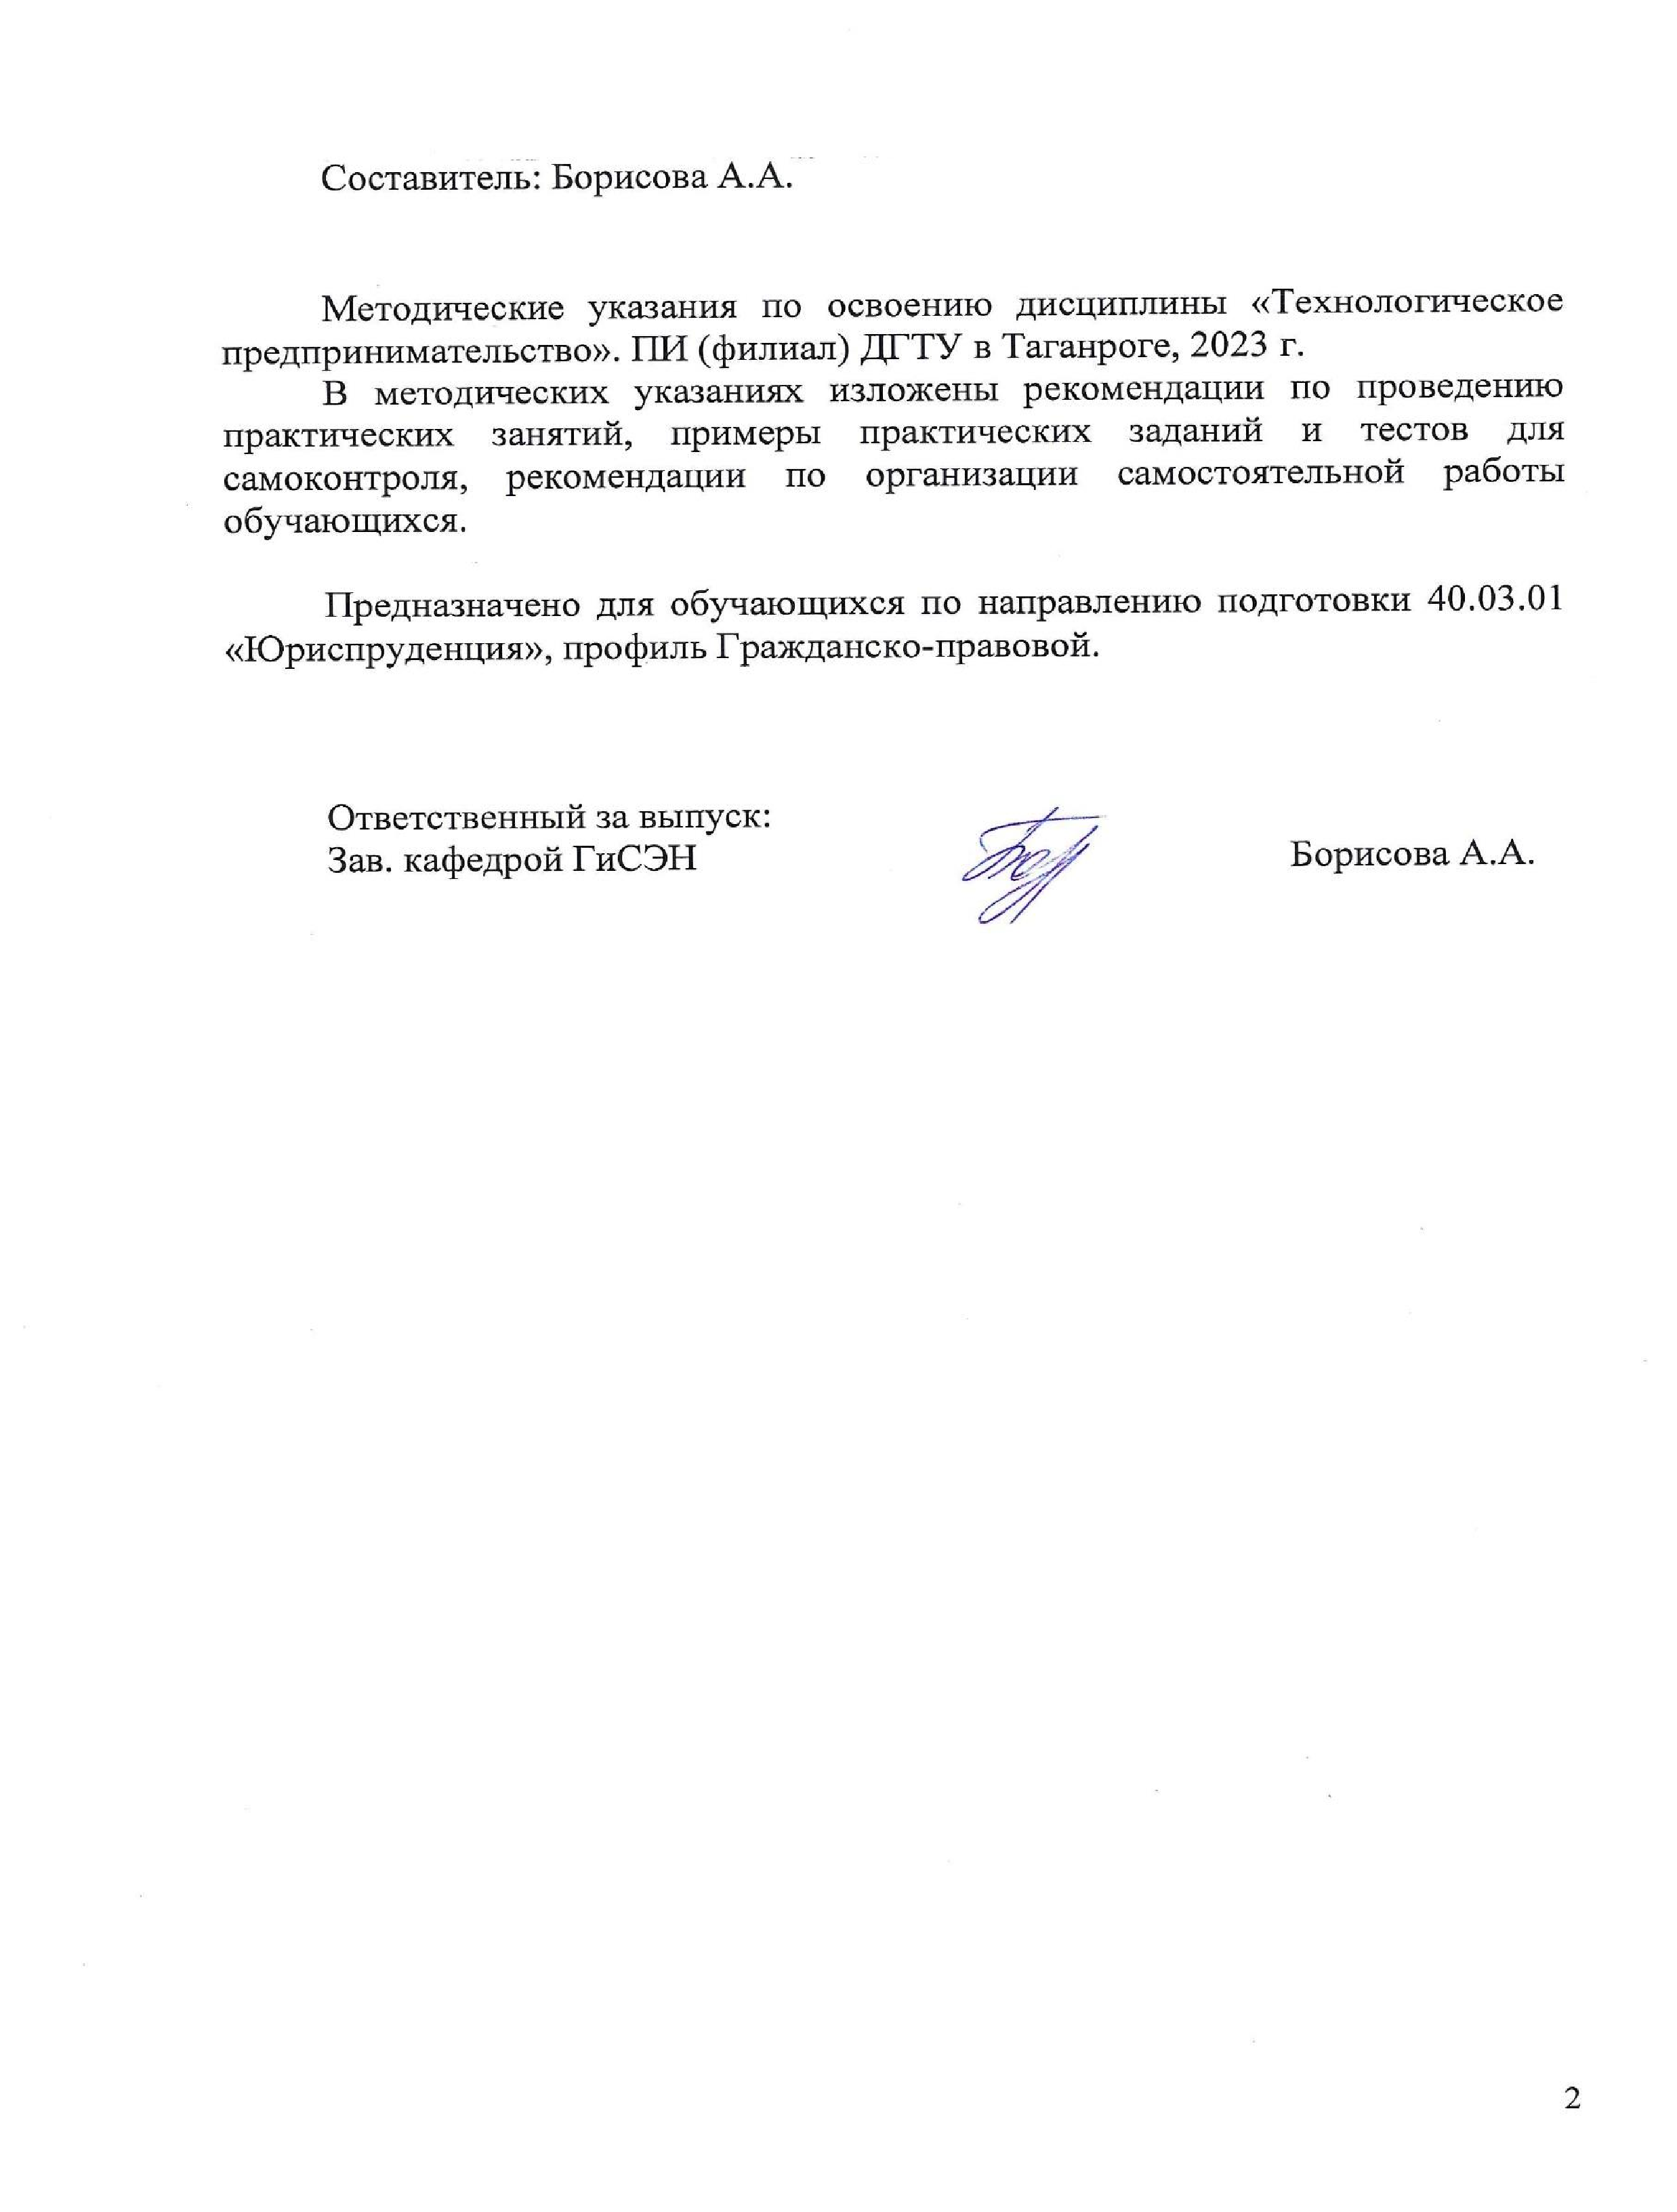 Составитель: Борисова А.А.
Методические указания по освоению дисциплины «Технологическое
предпринимательство». ПИ (филиал) ДГТУ в Таганроге, 2023 г.
В методических указаниях изложены рекомендации по проведению
практических занятий, примеры практических заданий и тестов для
самоконтроля, рекомендации по организации самостоятельной работы
обучающихся.
Предназначено для обучающихся по направлению подготовки 40.03.01
«Юриспруденция», профиль Гражданско-правовой.
Ответственный за выпуск:
Зав. кафедрой ГиСЭН Борисова А.А.
2